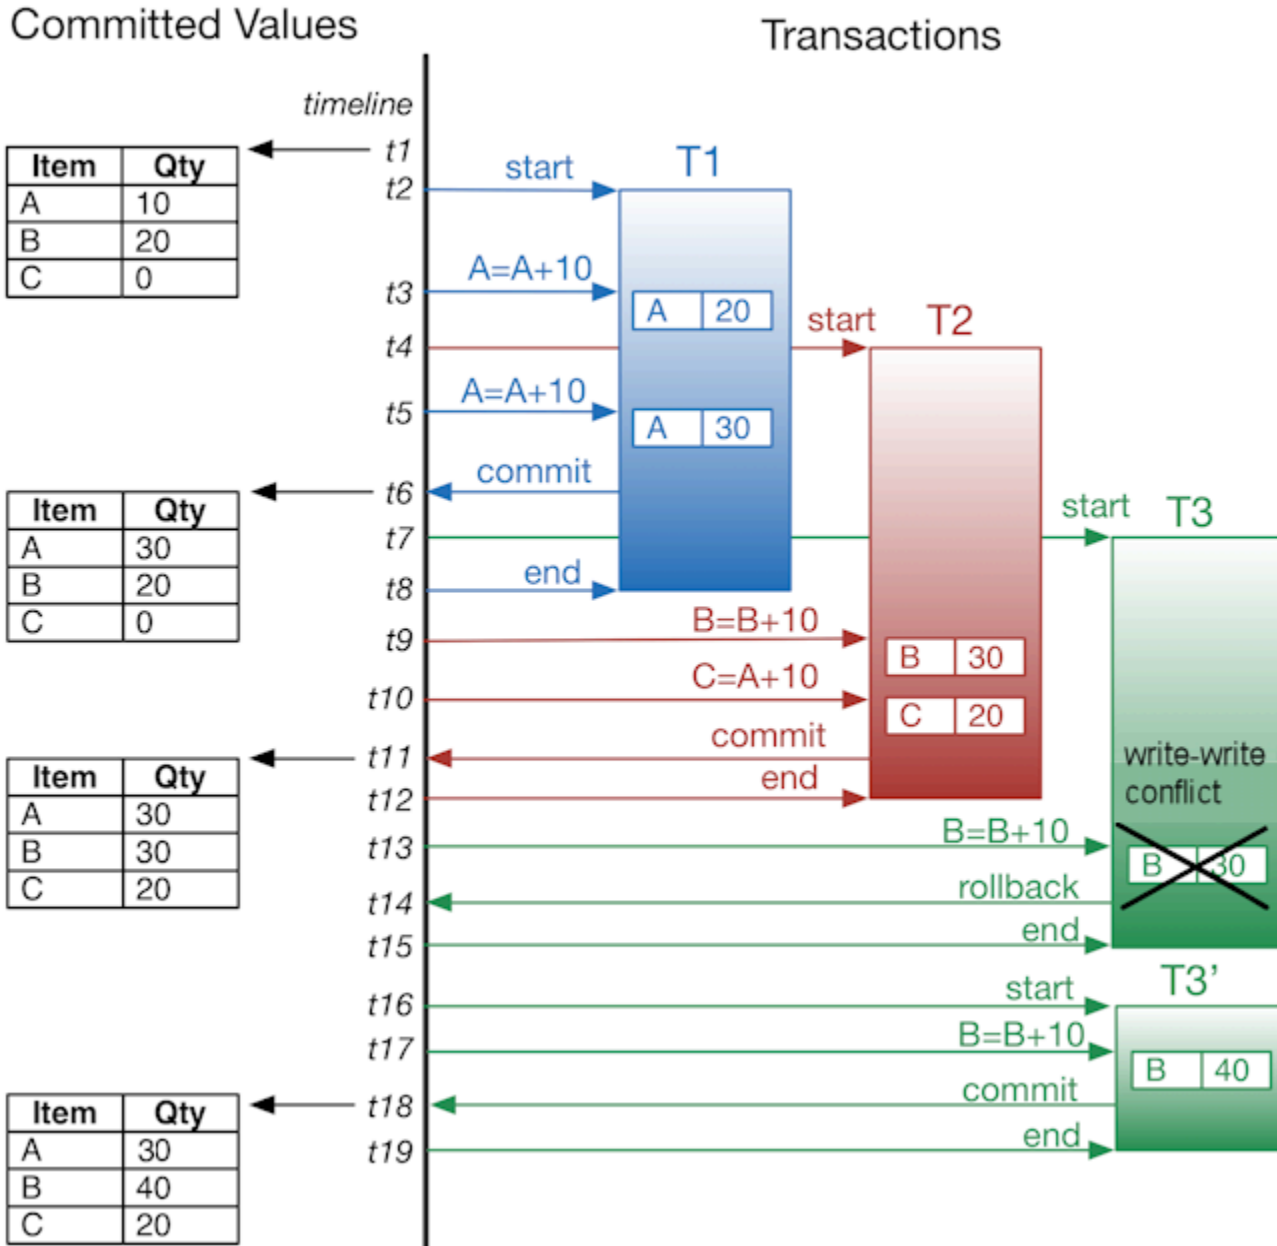 Committed Values
Transactions
timeline
t1
Item Qty
A 10
B 20
C 0
t2
start
T1
t3
A=A+10
A 20
t4
start
T2
t5
A=A+10
A 30
t6
commit
Item Qty
A 30
B 20
C 0
t7
start
T3
t8
end
t9
B=B+10
B 30
t10
C=A+10
C 20
t11
commit
Item Qty
A 30
B 30
C 20
t12
end
write-write
conflict
t13
B=B+10
B 30
t14
rollback
t15
end
t16
start
T3’
t17
B=B+10
B 40
t18
commit
Item Qty
A 30
B 40
C 20
t19
end